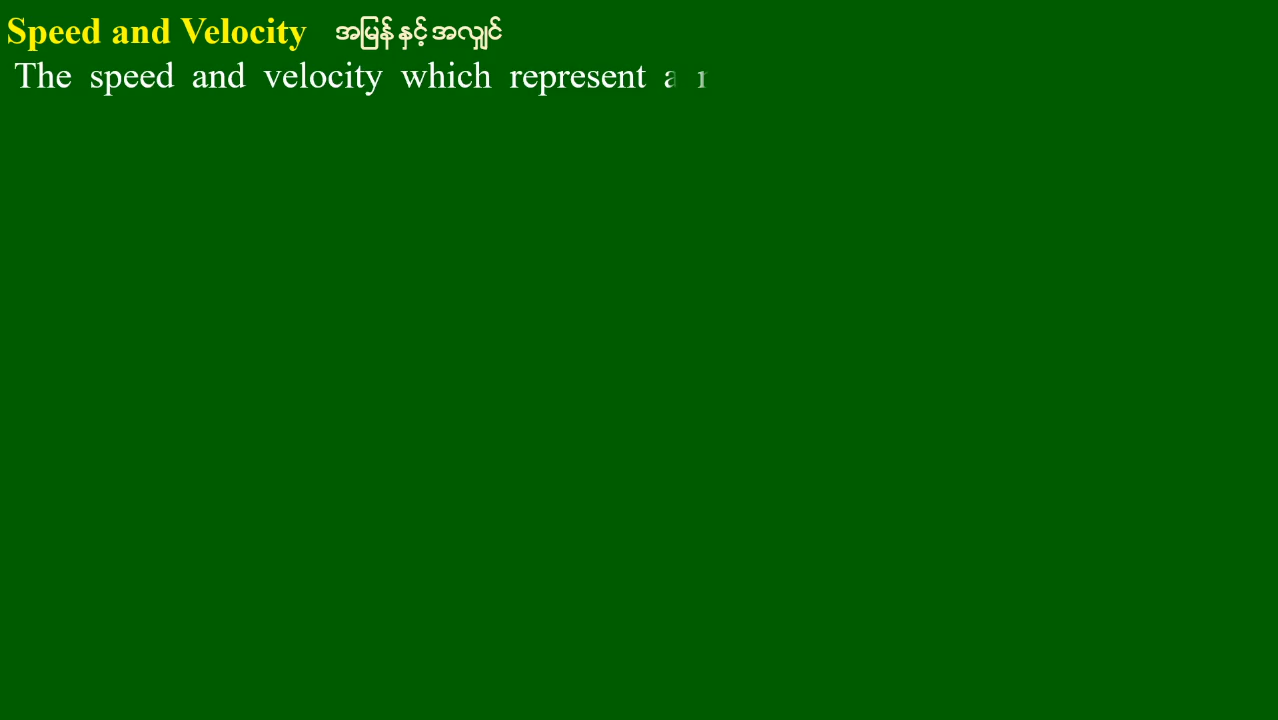 Speed and Velocity အမြန် နှင့် အလျှင်
The speed and velocity which represent a